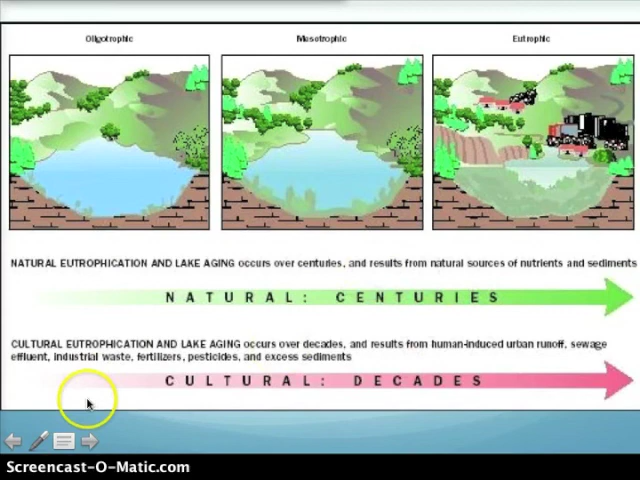 Oligotrophic Mesotrophic Eutrophic
NATURAL EUTROPHICATION AND LAKE AGING occurs over centuries, and results from natural sources of nutrients and sediments
NATURAL: CENTURIES
CULTURAL EUTROPHICATION AND LAKE AGING occurs over decades, and results from human-induced urban runoff, sewage
effluent, industrial waste, fertilizers, pesticides, and excess sediments
CULTURAL: DECADES
Screencast-O-Matic.com